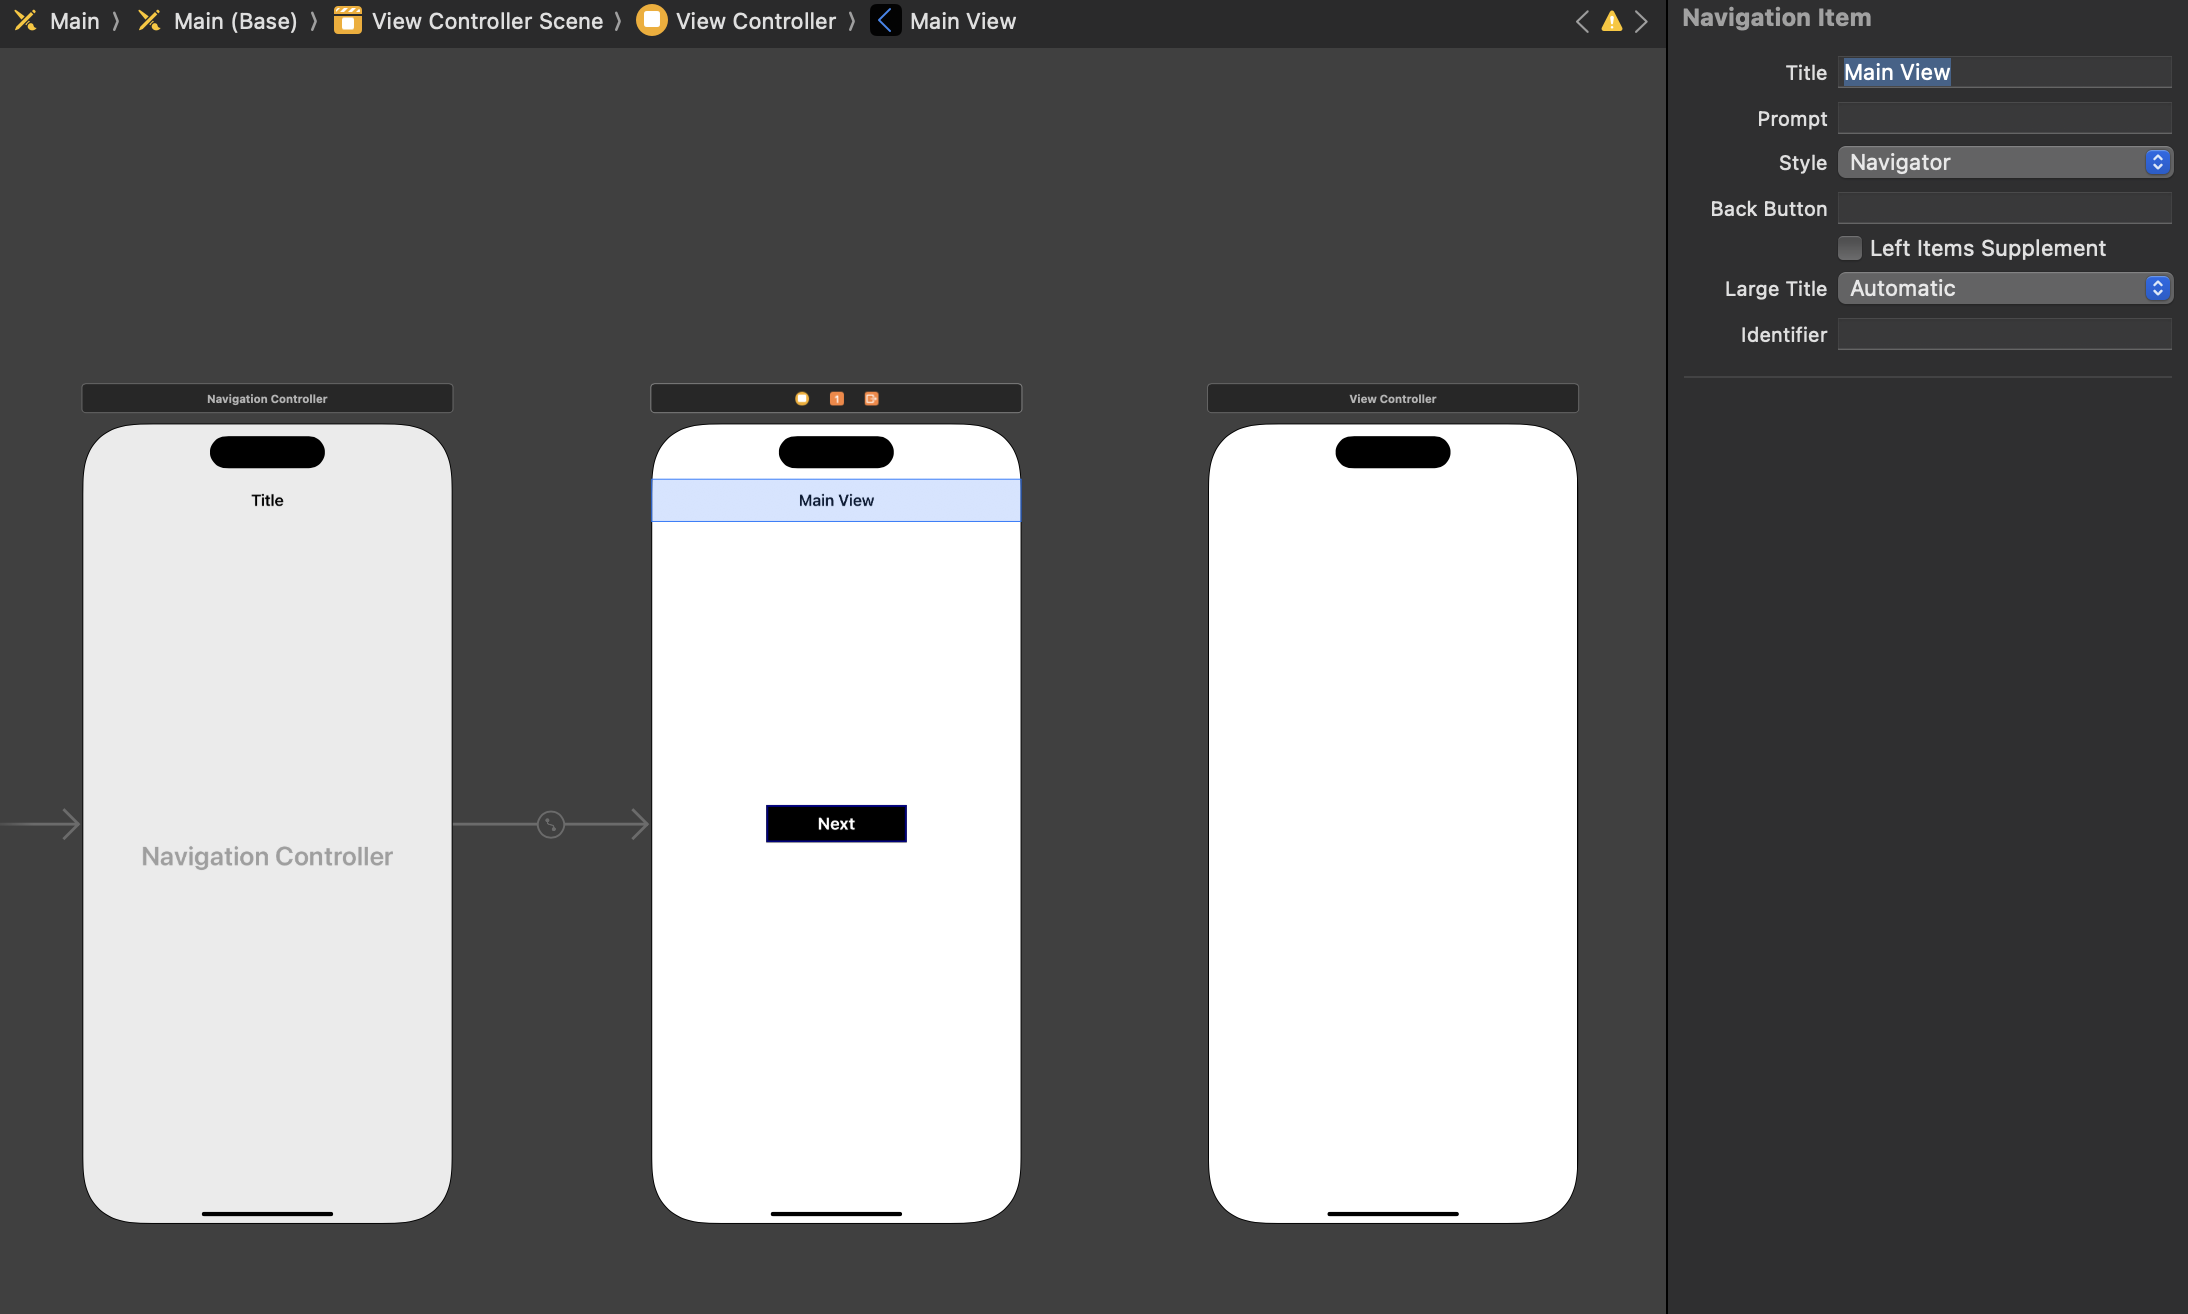 Main 〉 Main (Base) 〉 View Controller Scene 〉 View Controller 〉 Main View
Navigation Item
Title Main View
Prompt
Style Navigator
Back Button
Left Items Supplement
Large Title Automatic
Identifier
Navigation Controller
Title
Navigation Controller
1
Main View
Next
View Controller